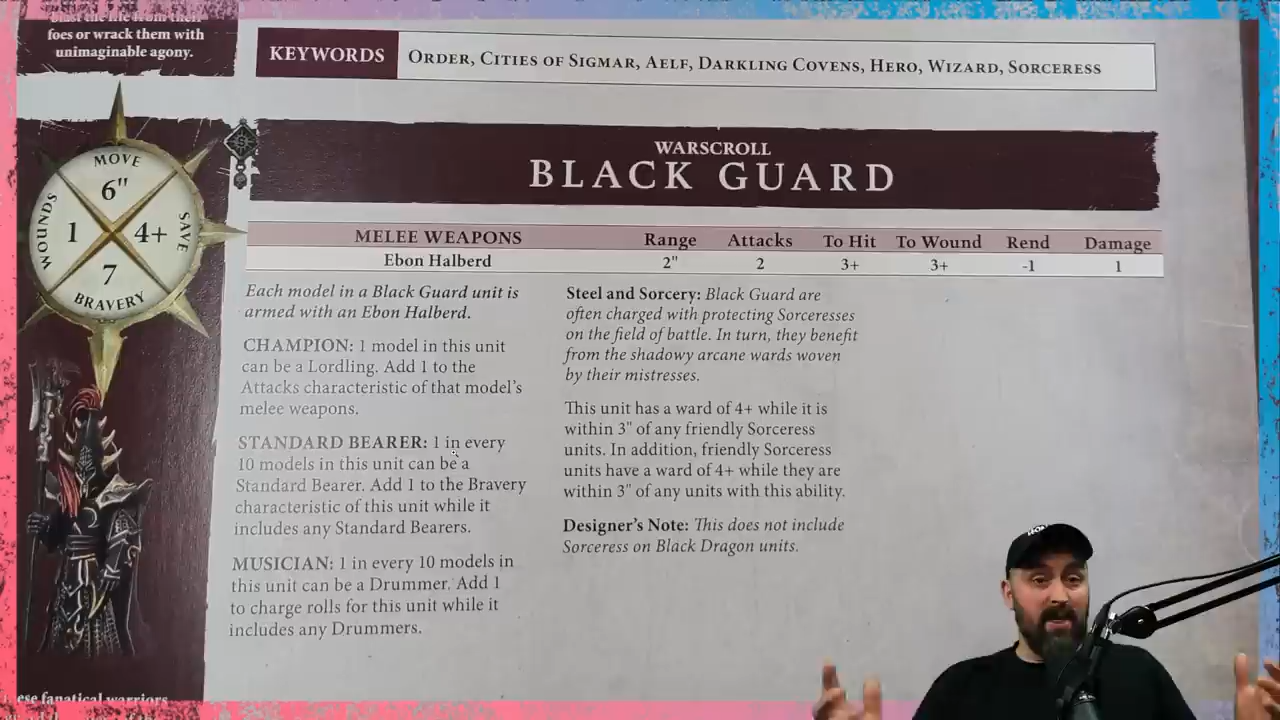 blast the life from their
foes or wrack them with
unimaginable agony.
KEYWORDS ORDER, CITIES OF SIGMAR, AELF, DARKLING COVENS, HERO, WIZARD, SORCERESS
WARSCROLL
BLACK GUARD
MOVE
6"
WOUNDS 1 4+ SAVE
7
BRAVERY
MELEE WEAPONS Range Attacks To Hit To Wound Rend Damage
Ebon Halberd 2" 2 3+ 3+ -1 1
Each model in a Black Guard unit is
armed with an Ebon Halberd.
CHAMPION: 1 model in this unit
can be a Lordling. Add 1 to the
Attacks characteristic of that model's
melee weapons.
STANDARD BEARER: 1 in every
10 models in this unit can be a
Standard Bearer. Add 1 to the Bravery
characteristic of this unit while it
includes any Standard Bearers.
MUSICIAN: 1 in every 10 models in
this unit can be a Drummer. Add 1
to charge rolls for this unit while it
includes any Drummers.
Steel and Sorcery: Black Guard are
often charged with protecting Sorceresses
on the field of battle. In turn, they benefit
from the shadowy arcane wards woven
by their mistresses.
This unit has a ward of 4+ while it is
within 3" of any friendly Sorceress
units. In addition, friendly Sorceress
units have a ward of 4+ while they are
within 3" of any units with this ability.
Designer's Note: This does not include
Sorceress on Black Dragon units.
ese fanatical warriors